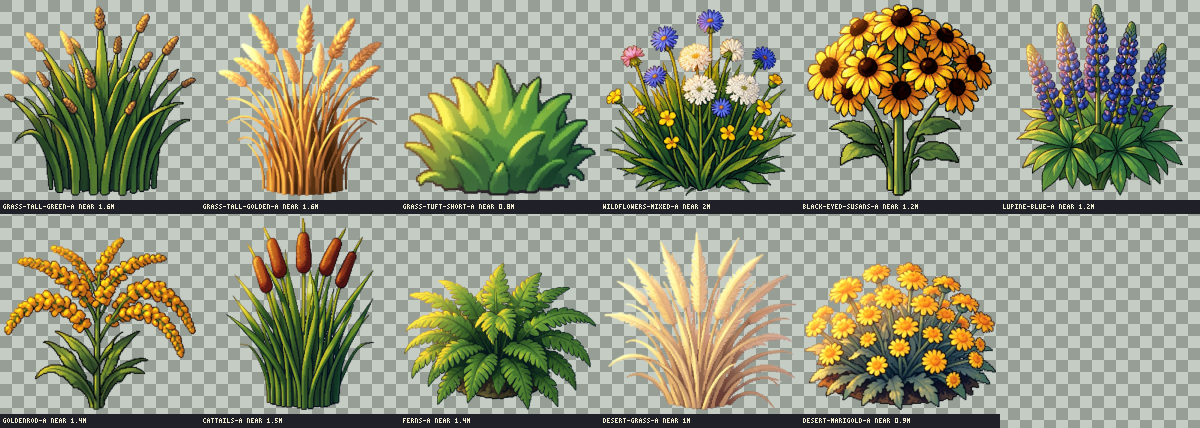 GRASS-TALL-GREEN-A NEAR 1.6M
GRASS-TALL-GOLDEN-A NEAR 1.6M
GRASS-TUFT-SHORT-A NEAR 0.8M
WILDFLOWERS-MIXED-A NEAR 2M
BLACK-EYED-SUSANS-A NEAR 1.2M
LUPINE-BLUE-A NEAR 1.2M
GOLDENROD-A NEAR 1.4M
CATTAILS-A NEAR 1.5M
FERNS-A NEAR 1.4M
DESERT-GRASS-A NEAR 1M
DESERT-MARIGOLD-A NEAR 0.9M